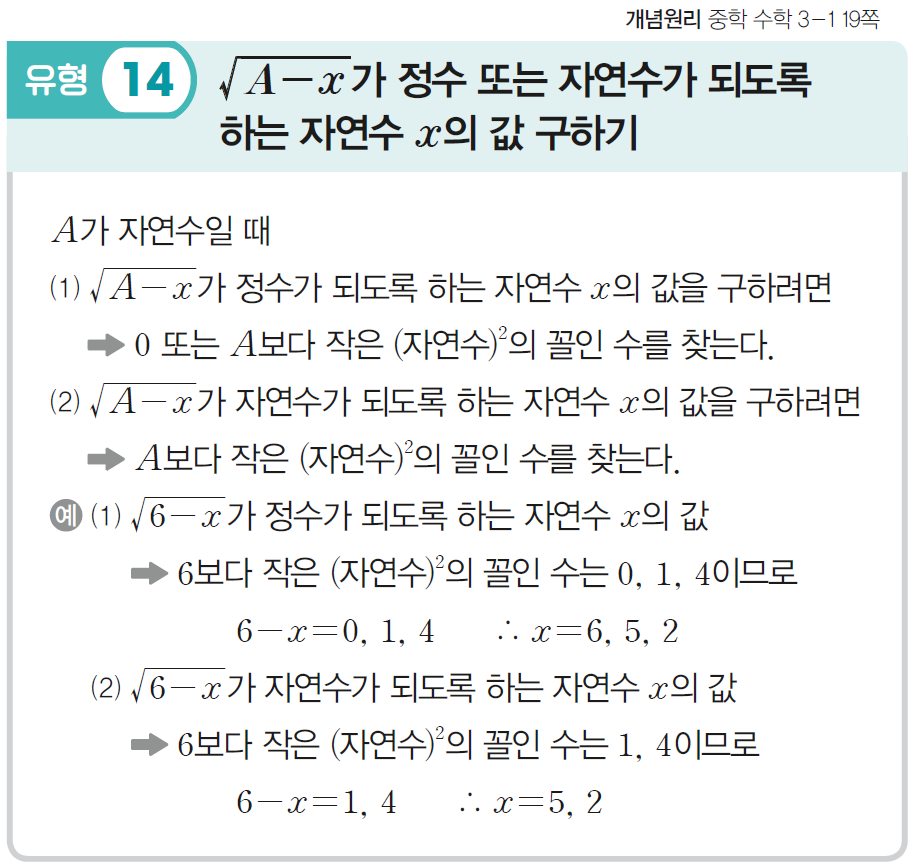 개념원리 중학 수학 3-1 19쪽
유형 14 √(A-x)가 정수 또는 자연수가 되도록
하는 자연수 x의 값 구하기
A가 자연수일 때
(1) √(A-x)가 정수가 되도록 하는 자연수 x의 값을 구하려면
➡ 0 또는 A보다 작은 (자연수)²의 꼴인 수를 찾는다.
(2) √(A-x)가 자연수가 되도록 하는 자연수 x의 값을 구하려면
➡ A보다 작은 (자연수)²의 꼴인 수를 찾는다.
예 (1) √(6-x)가 정수가 되도록 하는 자연수 x의 값
➡ 6보다 작은 (자연수)²의 꼴인 수는 0, 1, 4이므로
6-x=0, 1, 4 ∴ x=6, 5, 2
(2) √(6-x)가 자연수가 되도록 하는 자연수 x의 값
➡ 6보다 작은 (자연수)²의 꼴인 수는 1, 4이므로
6-x=1, 4 ∴ x=5, 2